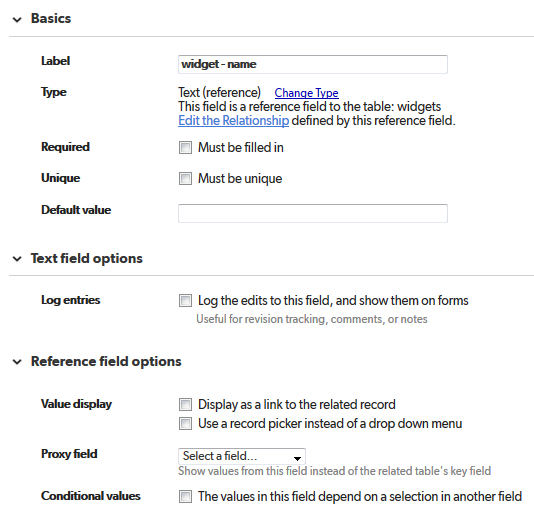 Basics
Label widget - name
Type Text (reference) Change Type
This field is a reference field to the table: widgets
Edit the Relationship defined by this reference field.
Required Must be filled in
Unique Must be unique
Default value
Text field options
Log entries Log the edits to this field, and show them on forms
Useful for revision tracking, comments, or notes
Reference field options
Value display Display as a link to the related record
Use a record picker instead of a drop down menu
Proxy field Select a field...
Show values from this field instead of the related table's key field
Conditional values The values in this field depend on a selection in another field